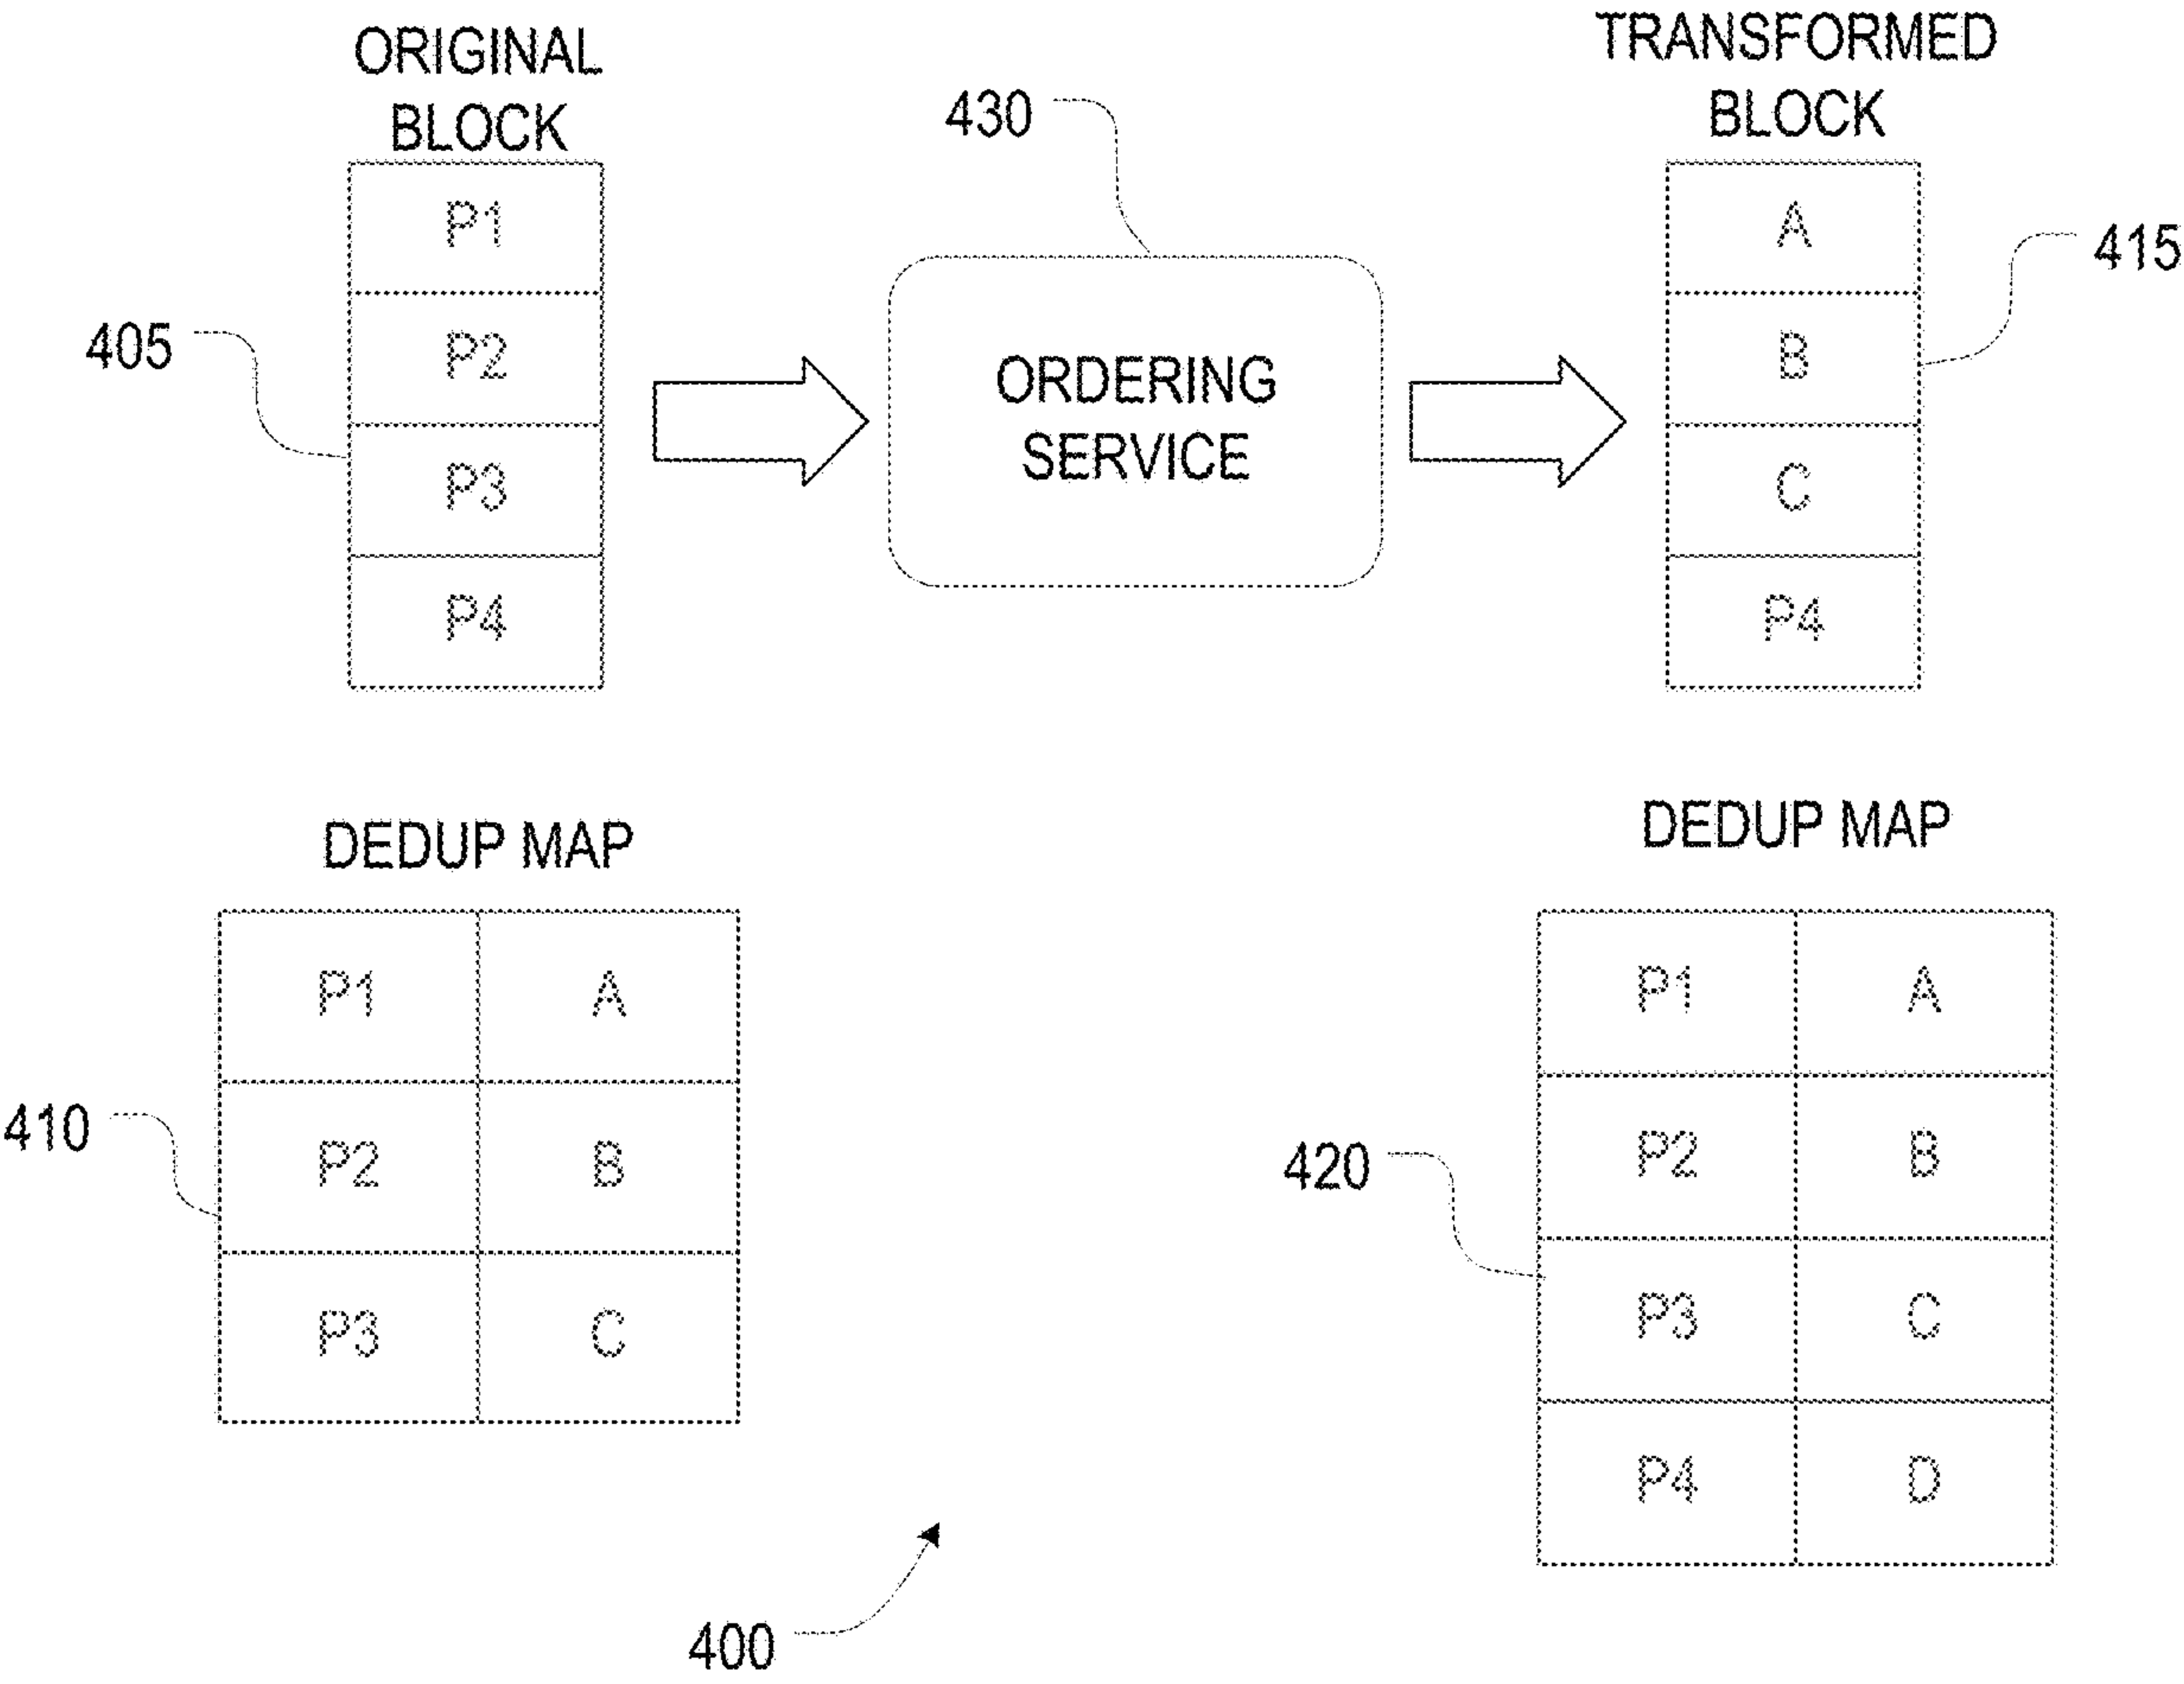 ORIGINAL
BLOCK
P1
P2
P3
P4
405
430
ORDERING
SERVICE
TRANSFORMED
BLOCK
A
B
C
P4
415
DEDUP MAP
P1 A
P2 B
P3 C
410
DEDUP MAP
P1 A
P2 B
P3 C
P4 D
420
400